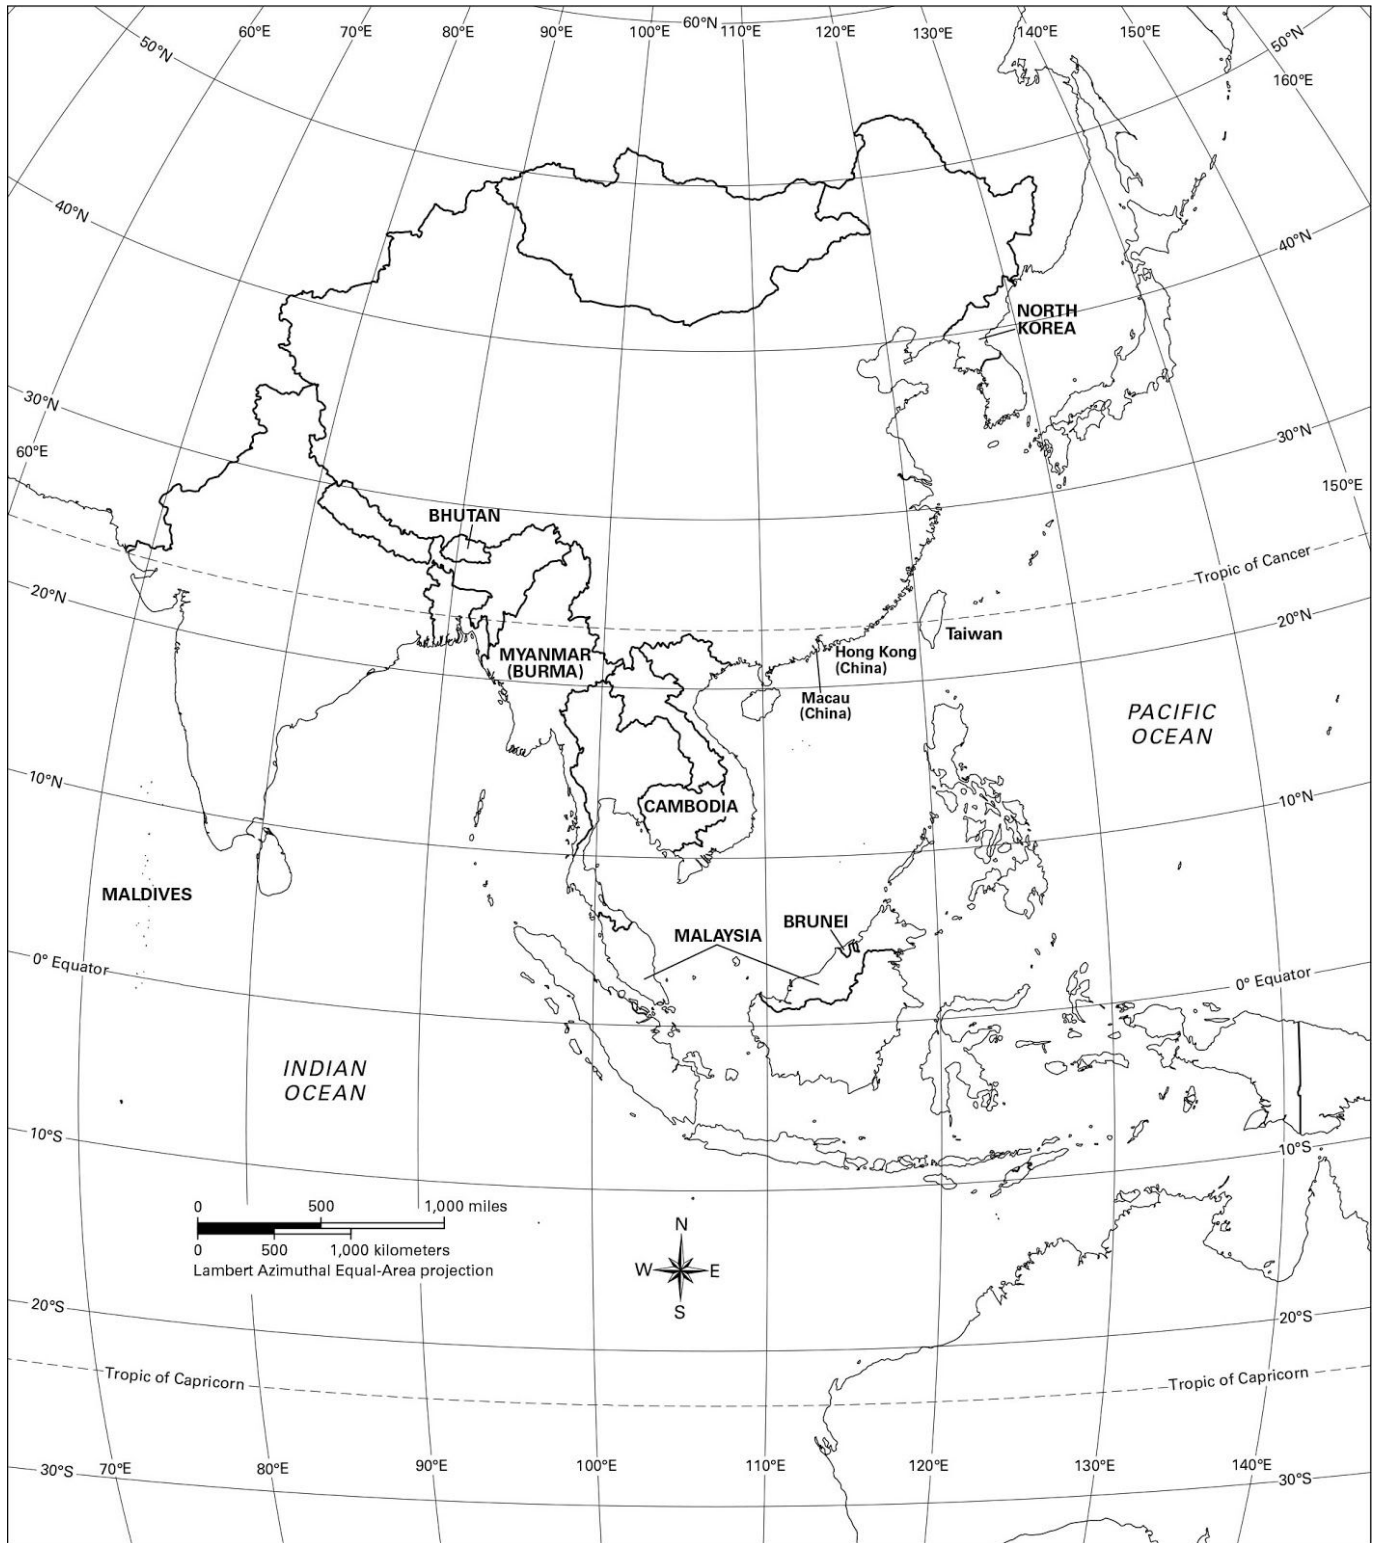 60°N
60°E 70°E 80°E 90°E 100°E 110°E 120°E 130°E 140°E 150°E
50°N
50°N
160°E
40°N
40°N
NORTH
KOREA
30°N
30°N
60°E
150°E
BHUTAN
Tropic of Cancer
20°N
20°N
Taiwan
MYANMAR
(BURMA)
Hong Kong
(China)
Macau
(China)
PACIFIC
OCEAN
10°N
10°N
CAMBODIA
MALDIVES
BRUNEI
MALAYSIA
0° Equator
0° Equator
INDIAN
OCEAN
10°S
10°S
0 500 1,000 miles
0 500 1,000 kilometers
Lambert Azimuthal Equal-Area projection
N
W E
S
20°S
20°S
Tropic of Capricorn
Tropic of Capricorn
30°S 70°E 80°E 90°E 100°E 110°E 120°E 130°E 140°E 30°S